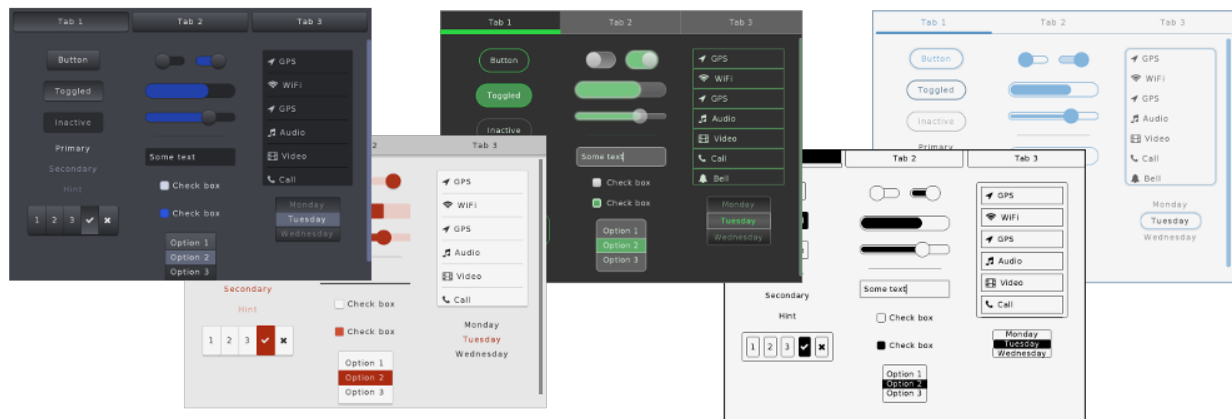 Tab 1
Tab 2
Tab 3
Button
Toggled
Inactive
Primary
Secondary
Hint
1 2 3
Some text
Check box
Check box
Option 1
Option 2
Option 3
GPS
WiFi
GPS
Audio
Video
Call
Monday
Tuesday
Wednesday
2
Tab 3
Secondary
Hint
1 2 3
Check box
Check box
Option 1
Option 2
Option 3
GPS
WiFi
GPS
Audio
Video
Call
Monday
Tuesday
Wednesday
Tab 1
Tab 2
Tab 3
Button
Toggled
Inactive
Some text
Check box
Check box
Option 1
Option 2
Option 3
GPS
WiFi
GPS
Audio
Video
Call
Bell
Monday
Tuesday
Wednesday
Tab 2
Tab 3
Secondary
Hint
1 2 3
Some text
Check box
Check box
Option 1
Option 2
Option 3
GPS
WiFi
GPS
Audio
Video
Call
Monday
Tuesday
Wednesday
Tab 1
Tab 2
Tab 3
Button
Toggled
Inactive
Primary
GPS
WiFi
GPS
Audio
Video
Call
Bell
Monday
Tuesday
Wednesday